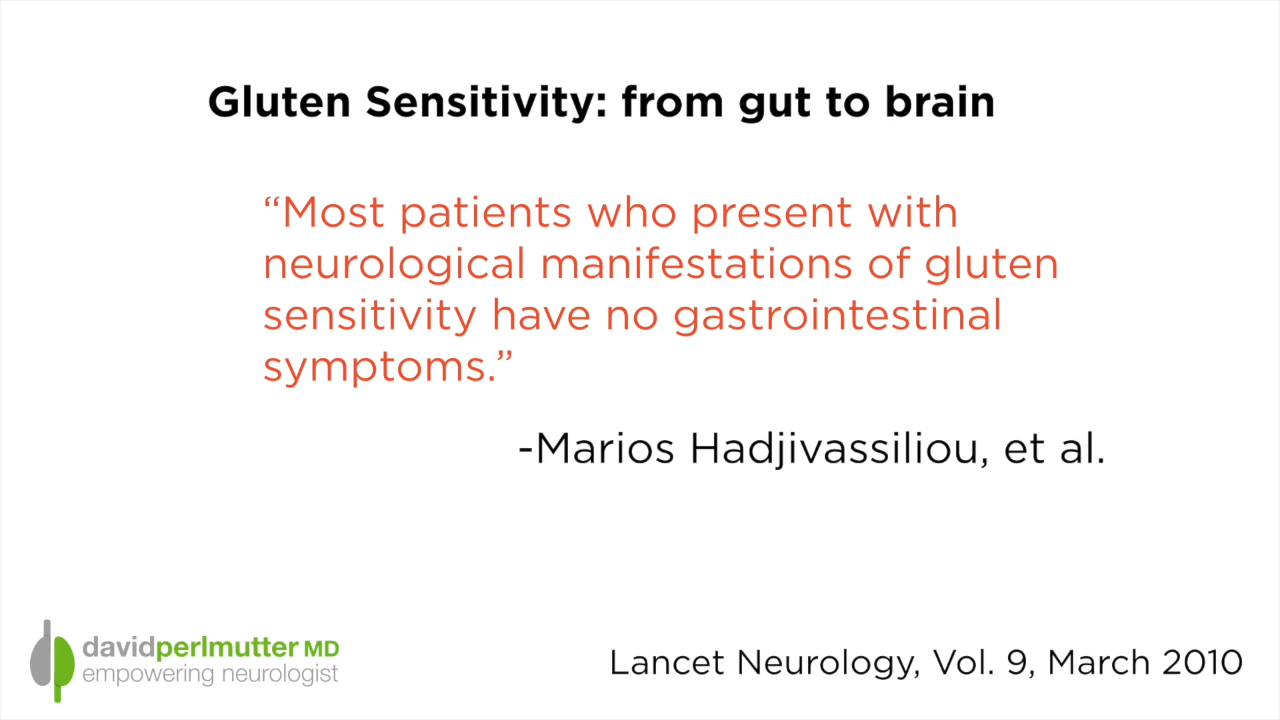 Gluten Sensitivity: from gut to brain
“Most patients who present with
neurological manifestations of gluten
sensitivity have no gastrointestinal
symptoms.”
-Marios Hadjivassiliou, et al.
davidperlmutter MD
empowering neurologist
Lancet Neurology, Vol. 9, March 2010